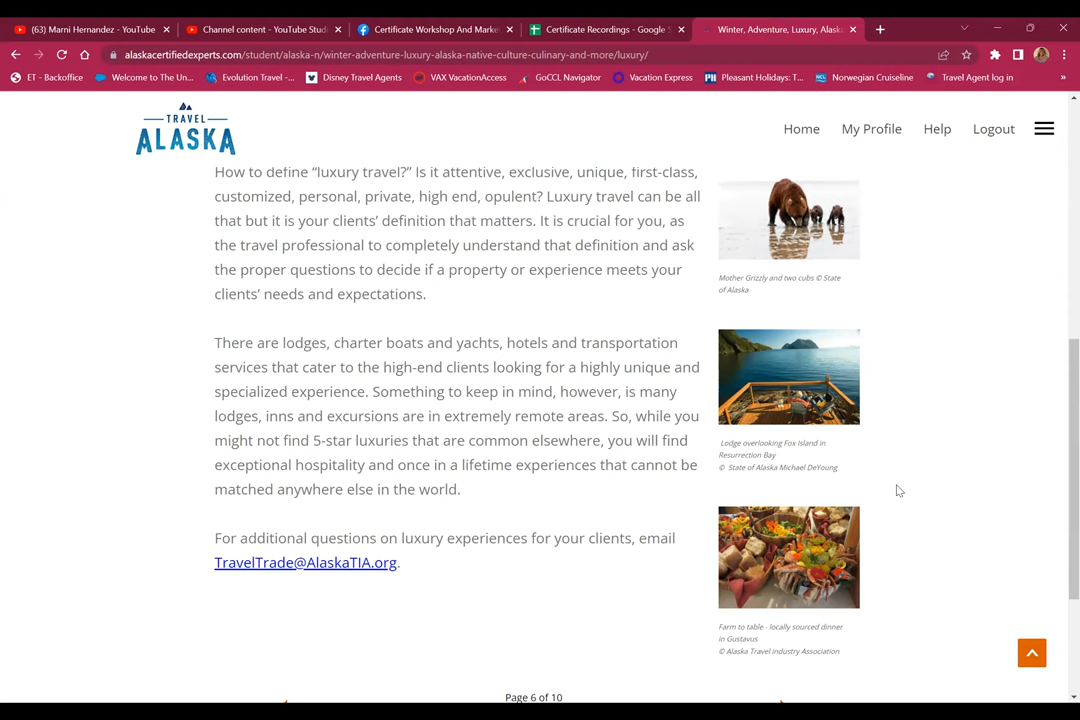 (63) Marni Hernandez - YouTube
Channel content - YouTube Studi
Certificate Workshop And Marke
Certificate Recordings - Google S
Winter, Adventure, Luxury, Alaska
alaskacertifiedexperts.com/student/alaska-n/winter-adventure-luxury-alaska-native-culture-culinary-and-more/luxury/
ET - Backoffice
Welcome to The Un...
Evolution Travel -...
Disney Travel Agents
VAX VacationAccess
GoCCL Navigator
Vacation Express
Pleasant Holidays: T...
Norwegian Cruiseline
Travel Agent log in
TRAVEL
ALASKA
Home
My Profile
Help
Logout
How to define “luxury travel?” Is it attentive, exclusive, unique, first-class,
customized, personal, private, high end, opulent? Luxury travel can be all
that but it is your clients’ definition that matters. It is crucial for you, as
the travel professional to completely understand that definition and ask
the proper questions to decide if a property or experience meets your
clients’ needs and expectations.
There are lodges, charter boats and yachts, hotels and transportation
services that cater to the high-end clients looking for a highly unique and
specialized experience. Something to keep in mind, however, is many
lodges, inns and excursions are in extremely remote areas. So, while you
might not find 5-star luxuries that are common elsewhere, you will find
exceptional hospitality and once in a lifetime experiences that cannot be
matched anywhere else in the world.
For additional questions on luxury experiences for your clients, email
TravelTrade@AlaskaTIA.org.
Mother Grizzly and two cubs © State
of Alaska
Lodge overlooking Fox Island in
Resurrection Bay
© State of Alaska Michael DeYoung
Farm to table - locally sourced dinner
in Gustavus
© Alaska Travel industry Association
Page 6 of 10